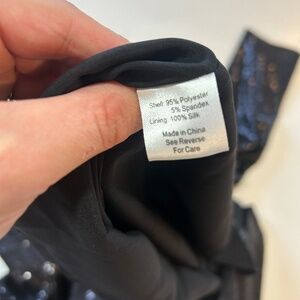 Shell: 95% Polyester
5% Spandex
Lining: 100% Silk
Made in China
See Reverse
For Care